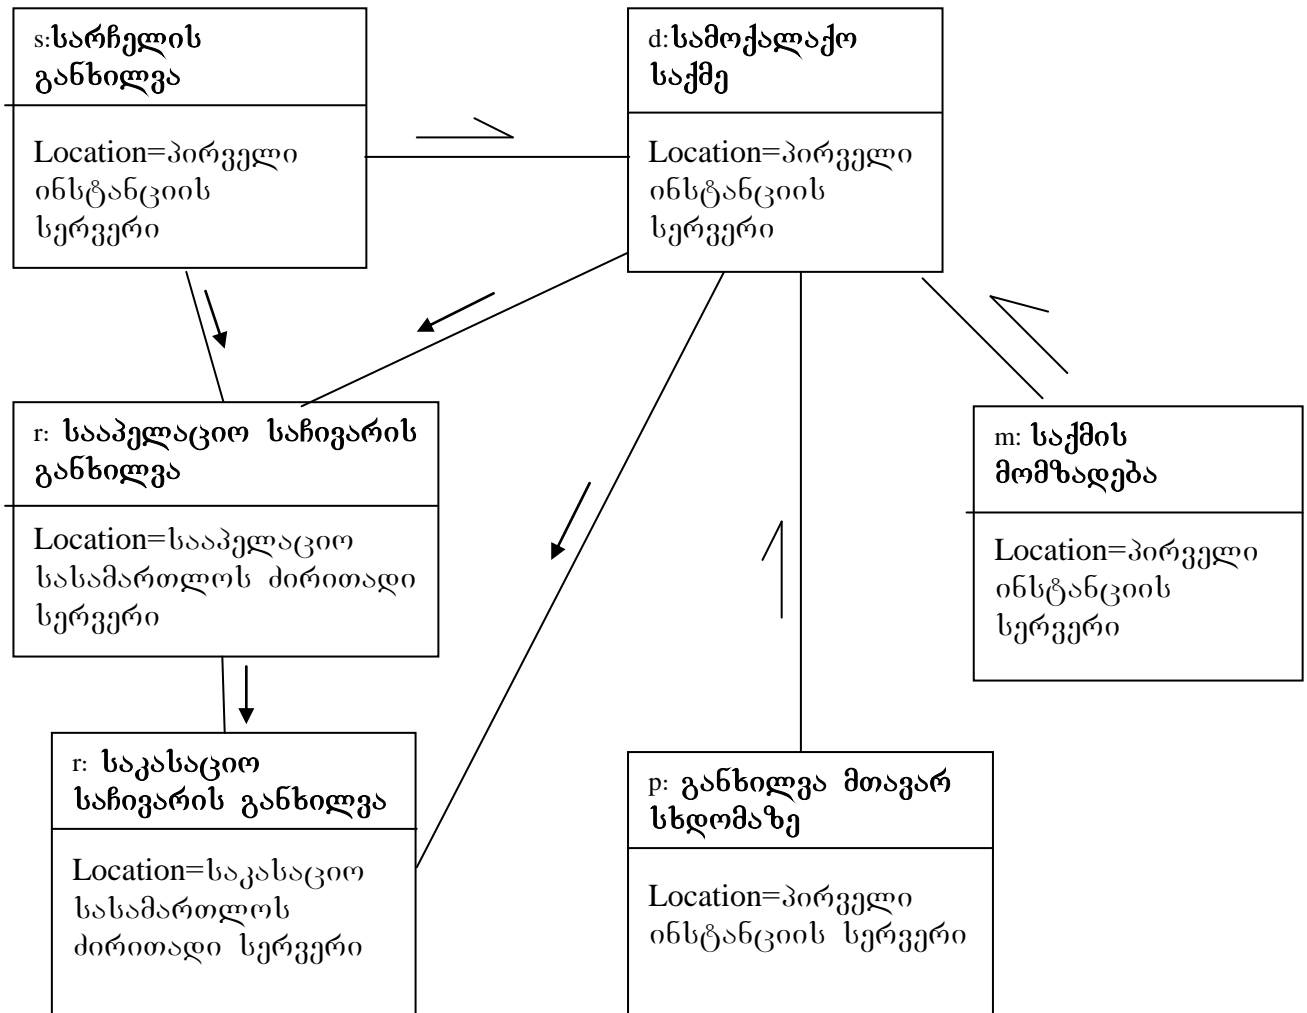 s:სარჩელის
განხილვა
Location=პირველი
ინსტანციის
სერვერი
d:სამოქალაქო
საქმე
Location=პირველი
ინსტანციის
სერვერი
r: სააპელაციო საჩივარის
განხილვა
Location=სააპელაციო
სასამართლოს ძირითადი
სერვერი
m: საქმის
მომზადება
Location=პირველი
ინსტანციის
სერვერი
r: საკასაციო
საჩივარის განხილვა
Location=საკასაციო
სასამართლოს
ძირითადი სერვერი
p: განხილვა მთავარ
სხდომაზე
Location=პირველი
ინსტანციის სერვერი